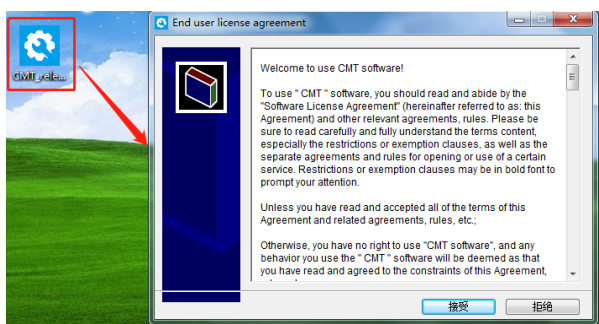 End user license agreement
CMT_rele...
Welcome to use CMT software!
To use " CMT " software, you should read and abide by the
"Software License Agreement" (hereinafter referred to as: this
Agreement) and other relevant agreements, rules. Please be
sure to read carefully and fully understand the terms content,
especially the restrictions or exemption clauses, as well as the
separate agreements and rules for opening or use of a certain
service. Restrictions or exemption clauses may be in bold font to
prompt your attention.
Unless you have read and accepted all of the terms of this
Agreement and related agreements, rules, etc.;
Otherwise, you have no right to use "CMT software", and any
behavior you use the " CMT " software will be deemed as that
you have read and agreed to the constraints of this Agreement,
接受
拒绝